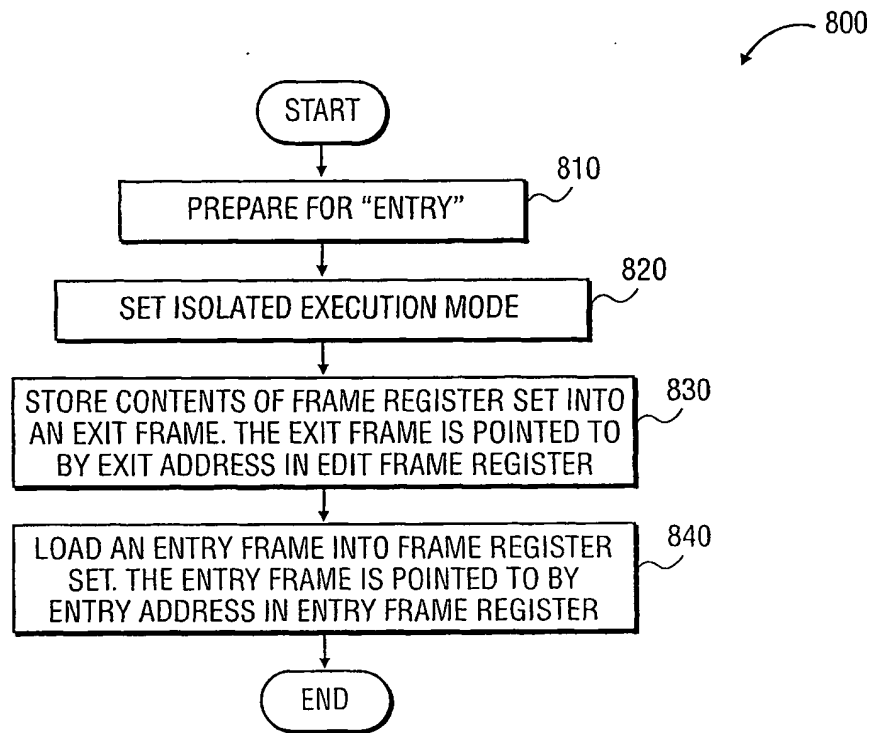 800
START
810
PREPARE FOR “ENTRY”
820
SET ISOLATED EXECUTION MODE
830
STORE CONTENTS OF FRAME REGISTER SET INTO
AN EXIT FRAME. THE EXIT FRAME IS POINTED TO
BY EXIT ADDRESS IN EDIT FRAME REGISTER
840
LOAD AN ENTRY FRAME INTO FRAME REGISTER
SET. THE ENTRY FRAME IS POINTED TO BY
ENTRY ADDRESS IN ENTRY FRAME REGISTER
END